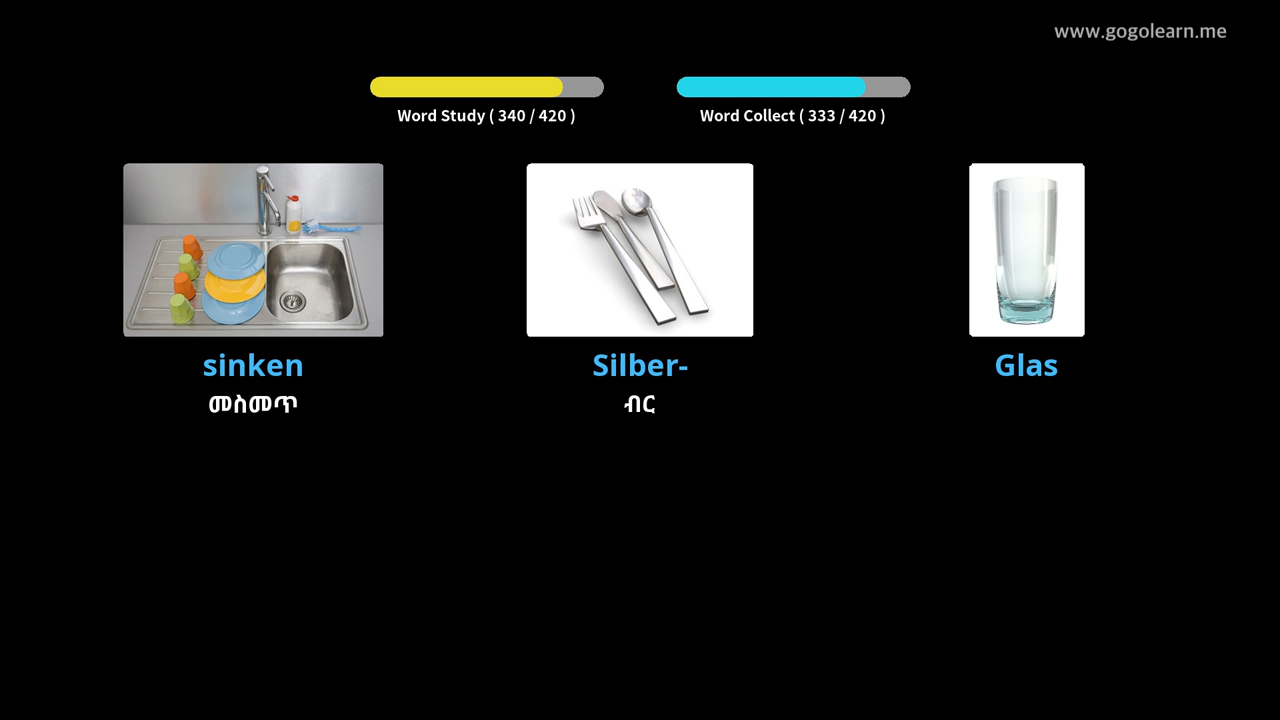 www.gogolearn.me
Word Study ( 340 / 420 )
Word Collect ( 333 / 420 )
sinken
Silber-
Glas
መስመጥ
ብር